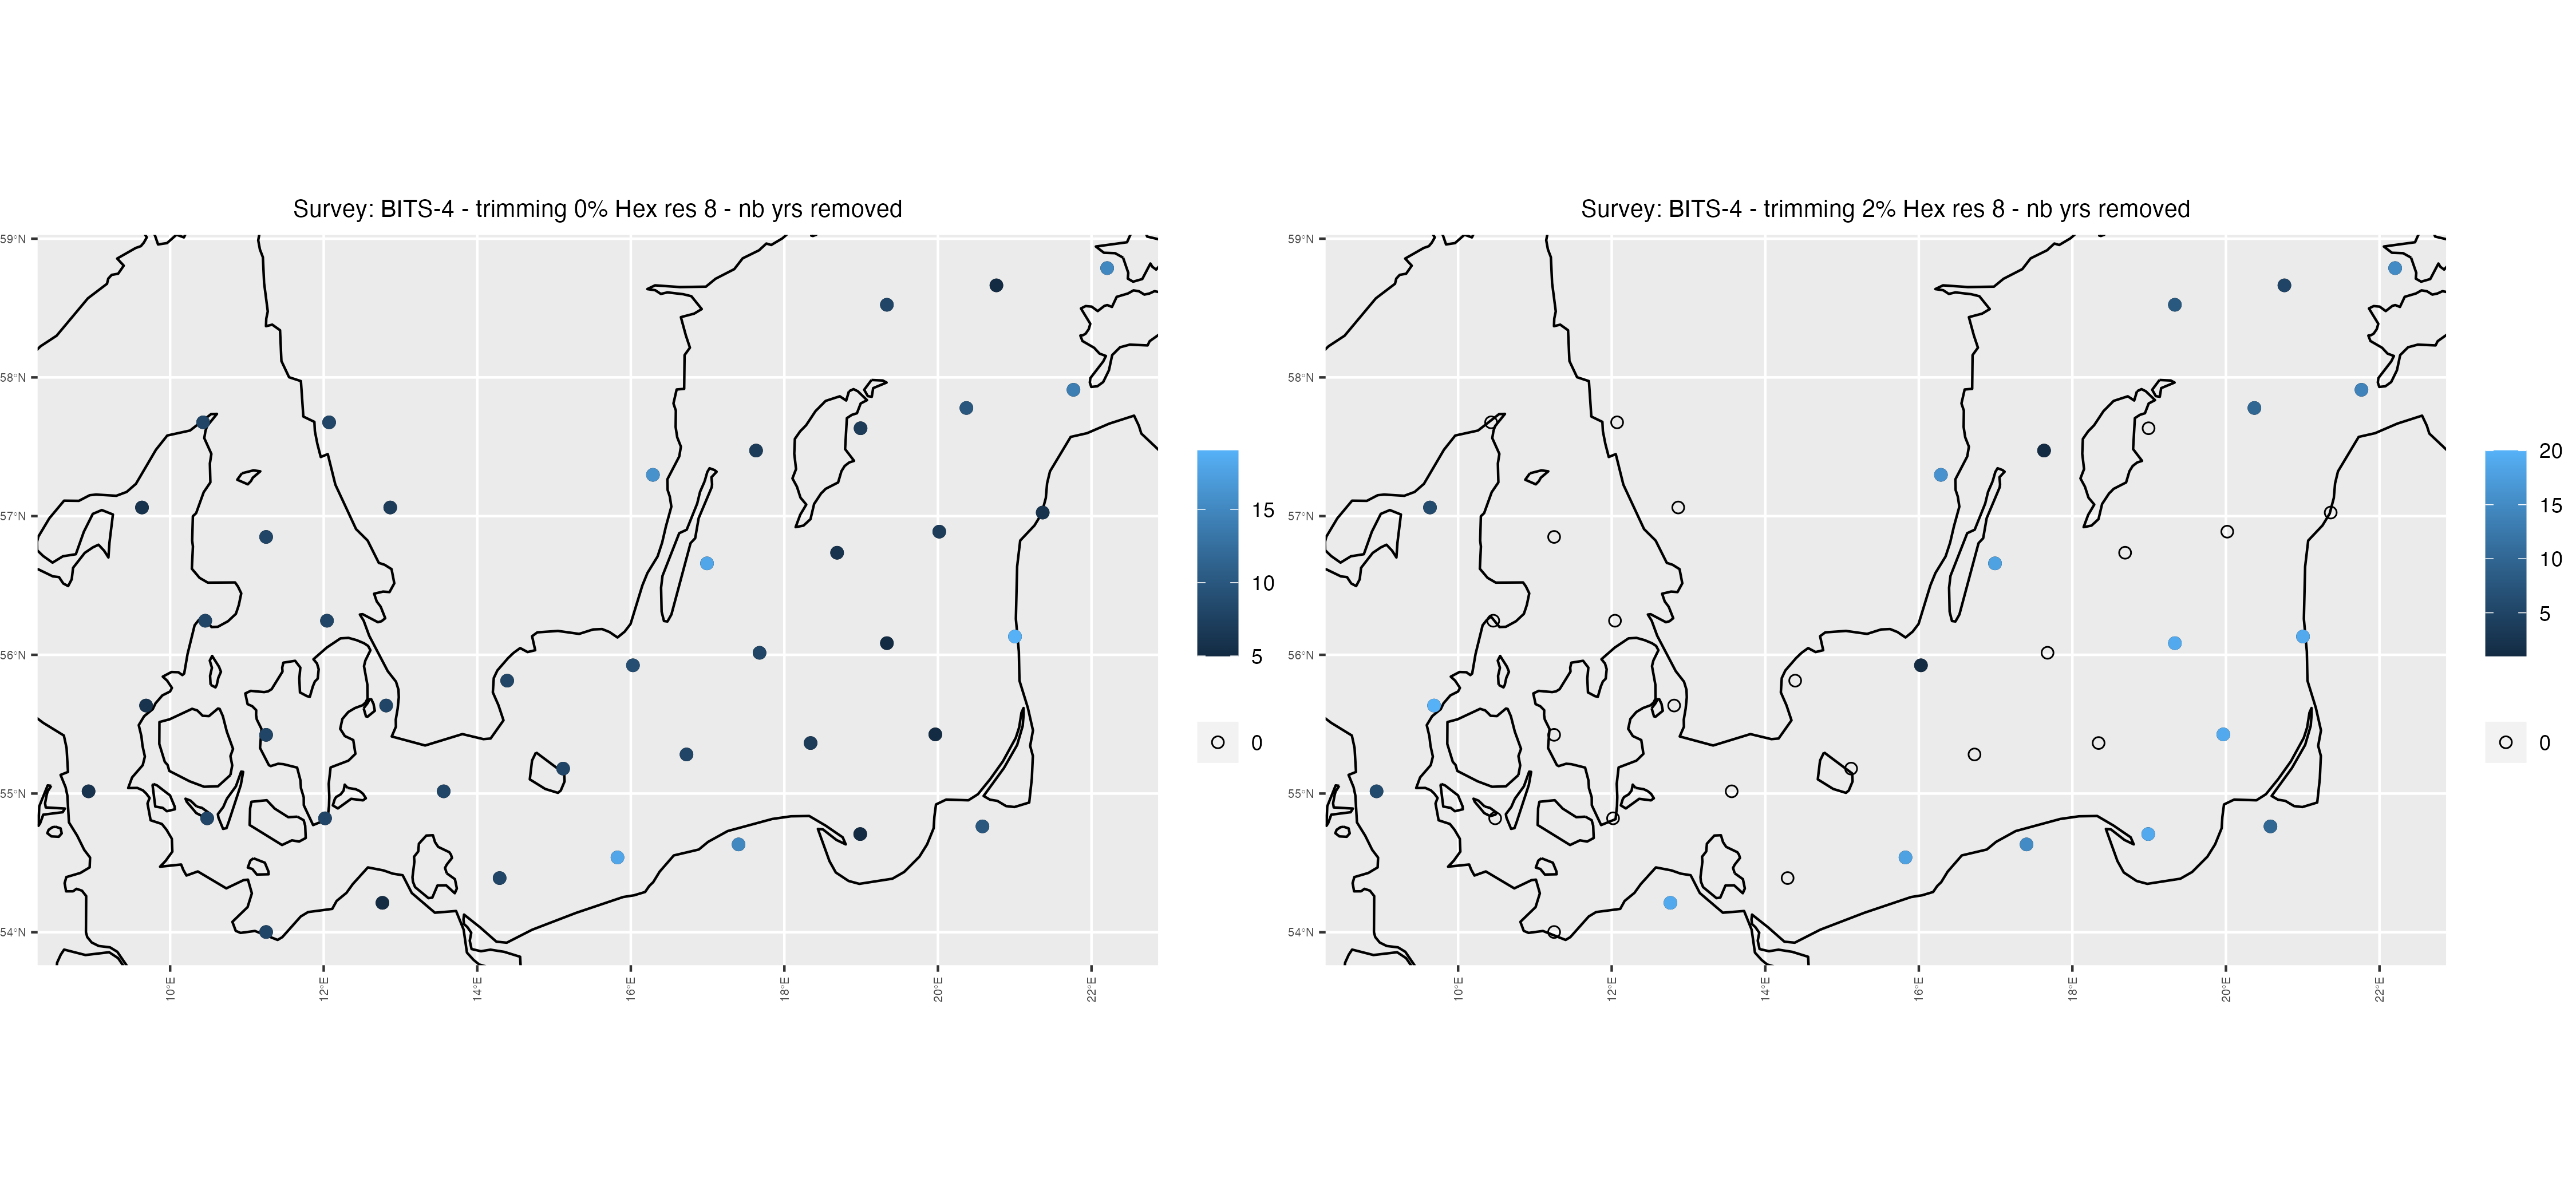 Survey: BITS-4 - trimming 0% Hex res 8 - nb yrs removed
59°N
58°N
57°N
56°N
55°N
54°N
10°E
12°E
14°E
16°E
18°E
20°E
22°E
15
10
5
0
Survey: BITS-4 - trimming 2% Hex res 8 - nb yrs removed
59°N
58°N
57°N
56°N
55°N
54°N
10°E
12°E
14°E
16°E
18°E
20°E
22°E
20
15
10
5
0